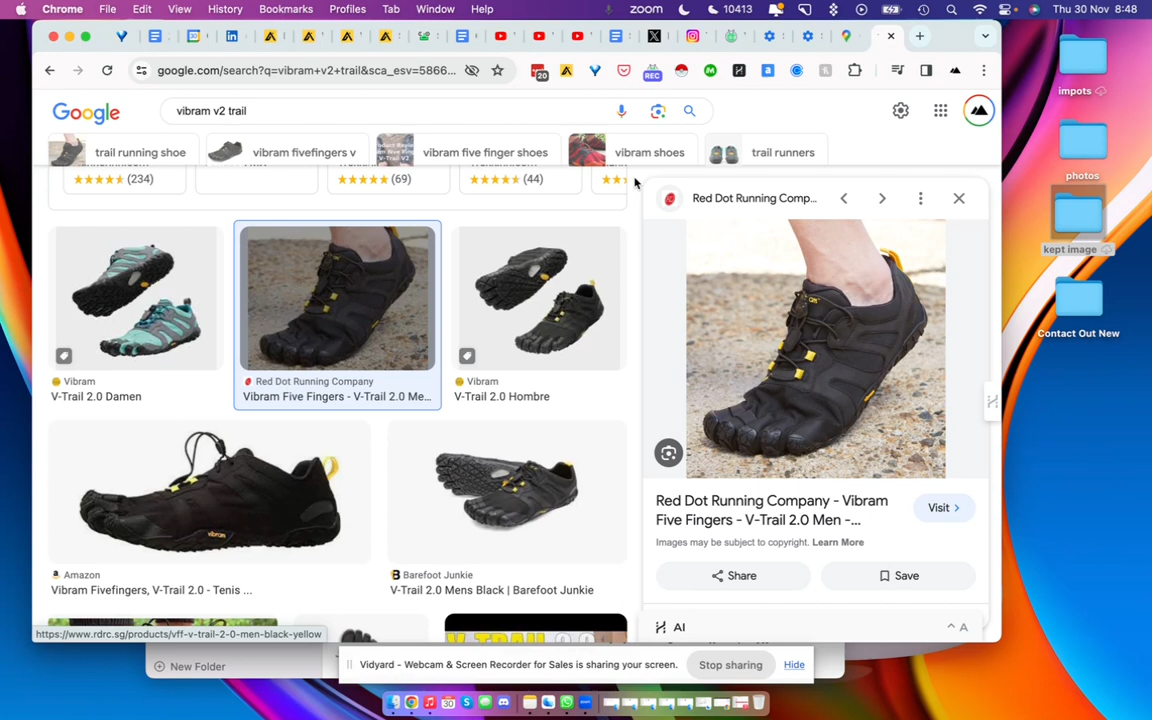 Chrome File Edit View History Bookmarks Profiles Tab Window Help zoom 10413 Thu 30 Nov 8:48
google.com/search?q=vibram+v2+trail&sca_esv=5866...
20
REC
Google
vibram v2 trail
trail running shoe
vibram fivefingers v
vibram five finger shoes
vibram shoes
trail runners
(234)
(69)
(44)
Red Dot Running Comp...
Vibram
V-Trail 2.0 Damen
Red Dot Running Company
Vibram Five Fingers - V-Trail 2.0 Me...
Vibram
V-Trail 2.0 Hombre
Amazon
Vibram Fivefingers, V-Trail 2.0 - Tenis ...
Barefoot Junkie
V-Trail 2.0 Mens Black | Barefoot Junkie
Red Dot Running Company - Vibram
Five Fingers - V-Trail 2.0 Men -...
Visit
Images may be subject to copyright. Learn More
Share
Save
AI
A
https://www.rdrc.sg/products/vff-v-trail-2-0-men-black-yellow
New Folder
Vidyard - Webcam & Screen Recorder for Sales is sharing your screen.
Stop sharing
Hide
impots
photos
kept image
Contact Out New